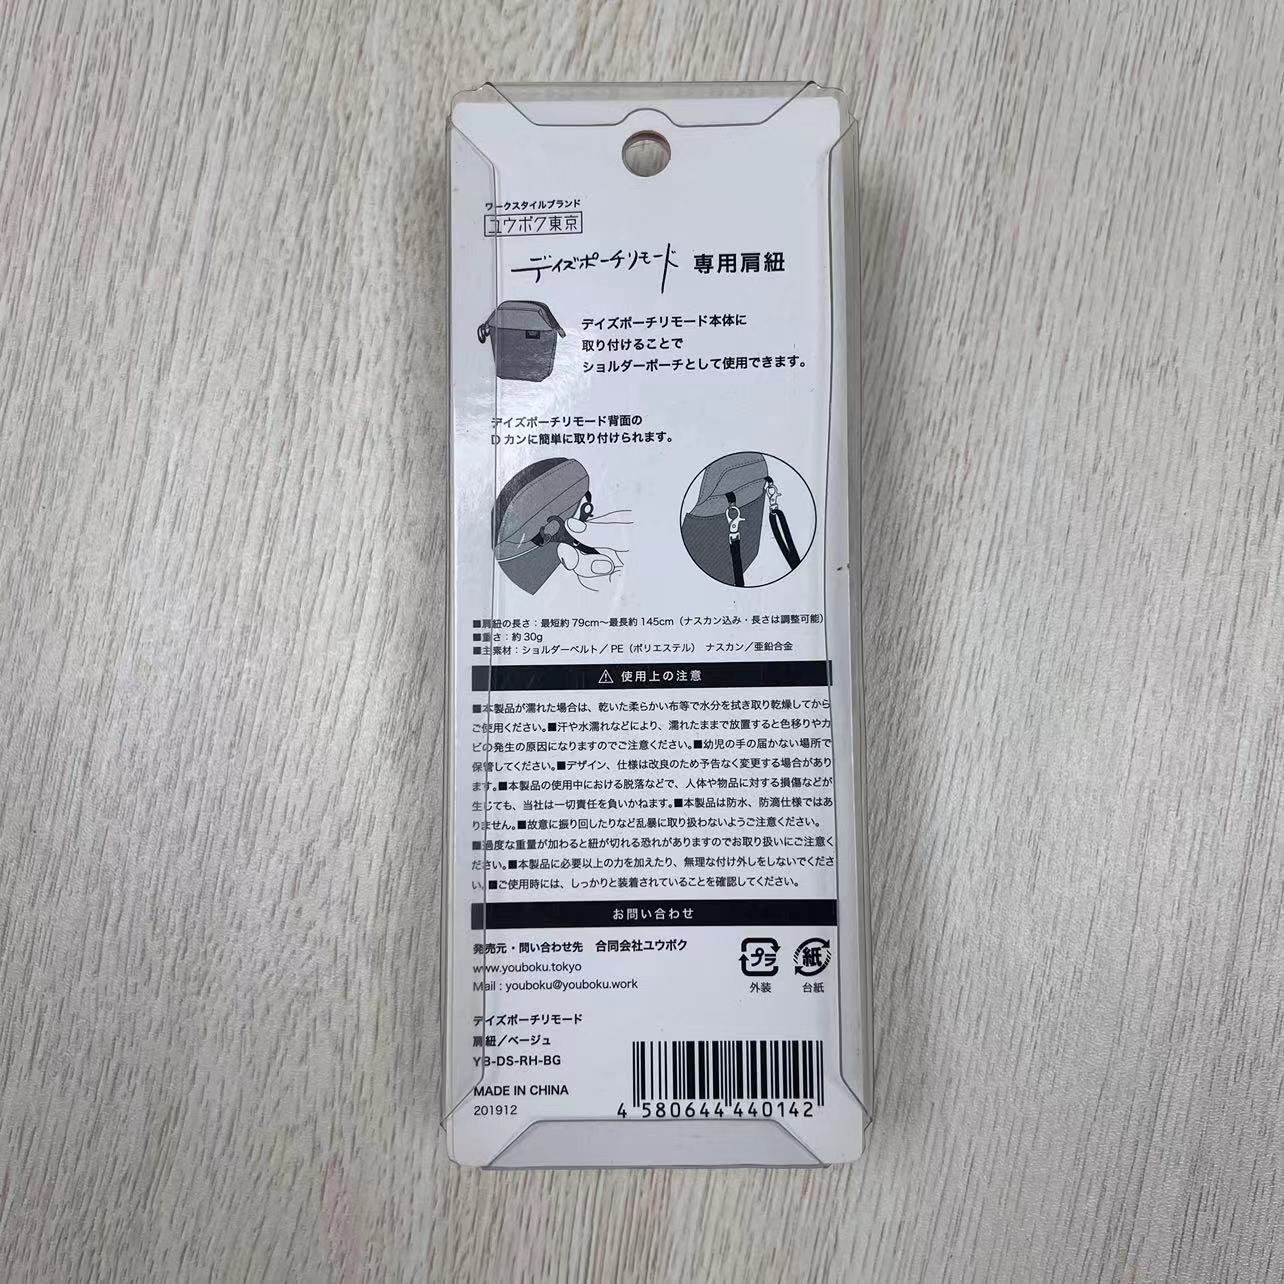 ワークスタイルブランド
ユウボク東京
デイズポーチリモード 専用肩紐
デイズポーチリモード本体に
取り付けることで
ショルダーポーチとして使用できます。
デイズポーチリモード背面の
Dカンに簡単に取り付けられます。
■肩紐の長さ：最短約79cm〜最長約145cm（ナスカン込み・長さは調整可能）
■重さ：約30g
■主素材：ショルダーベルト／PE（ポリエステル） ナスカン／亜鉛合金
⚠ 使用上の注意
■本製品が濡れた場合は、乾いた柔らかい布等で水分を拭き取り乾燥してから
ご使用ください。■汗や水濡れなどにより、濡れたままで放置すると色移りやカ
ビの発生の原因になりますのでご注意ください。■幼児の手の届かない場所で
保管してください。■デザイン、仕様は改良のため予告なく変更する場合があり
ます。■本製品の使用中における脱落などで、人体や物品に対する損傷などが
生じても、当社は一切責任を負いかねます。■本製品は防水、防滴仕様ではあ
りません。■故意に振り回したりなど乱暴に取り扱わないようご注意ください。
■過度な重量が加わると紐が切れる恐れがありますのでお取り扱いにご注意く
ださい。■本製品に必要以上の力を加えたり、無理な付け外しをしないでくださ
い。■ご使用時には、しっかりと装着されていることを確認してください。
お問い合わせ
発売元・問い合わせ先 合同会社ユウボク
www.youboku.tokyo
Mail : youboku@youboku.work
プラ
外装
紙
台紙
デイズポーチリモード
肩紐／ベージュ
YB-DS-RH-BG
MADE IN CHINA
201912
4 580644 440142